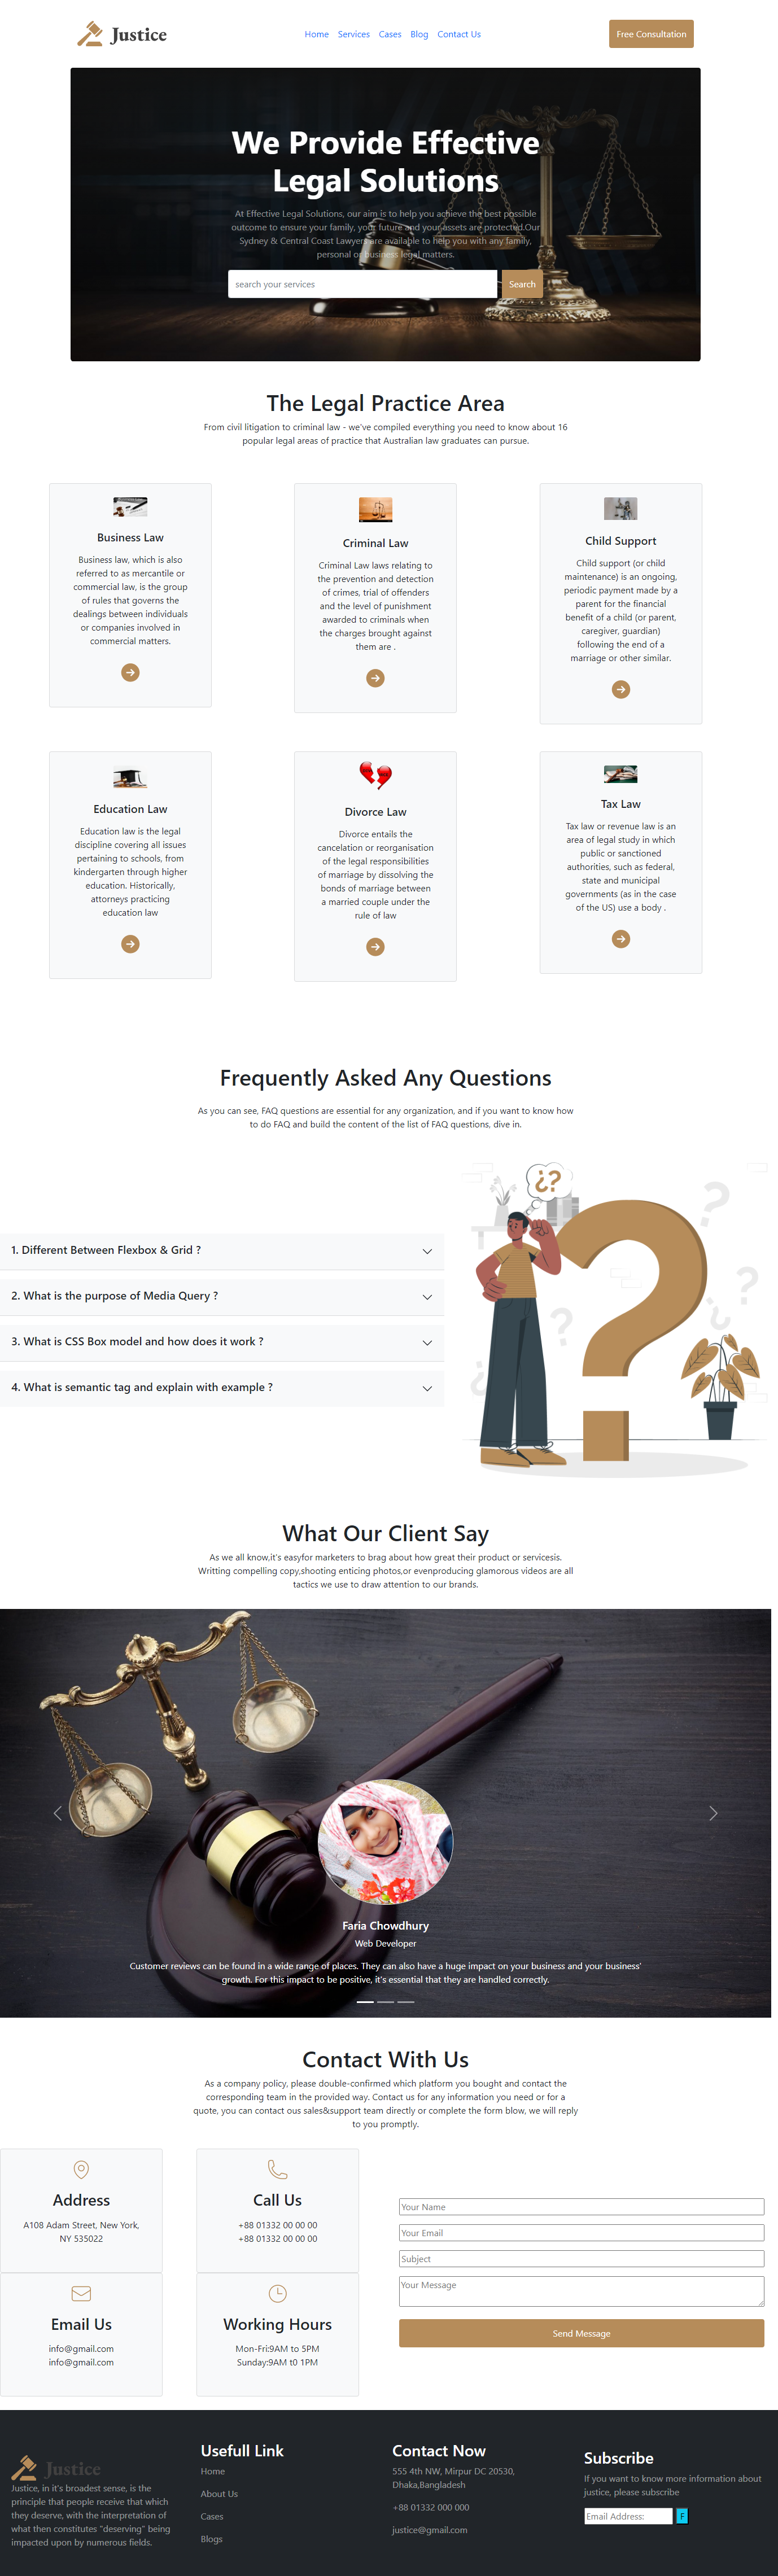 Justice
Home Services Cases Blog Contact Us
Free Consultation
We Provide Effective
Legal Solutions
At Effective Legal Solutions, our aim is to help you achieve the best possible
outcome to ensure your family, your future and your assets are protected.Our
Sydney & Central Coast Lawyers are available to help you with any family,
personal or business legal matters.
search your services
Search
The Legal Practice Area
From civil litigation to criminal law - we've compiled everything you need to know about 16
popular legal areas of practice that Australian law graduates can pursue.
Business Law
Business law, which is also
referred to as mercantile or
commercial law, is the group
of rules that governs the
dealings between individuals
or companies involved in
commercial matters.
Criminal Law
Criminal Law laws relating to
the prevention and detection
of crimes, trial of offenders
and the level of punishment
awarded to criminals when
the charges brought against
them are .
Child Support
Child support (or child
maintenance) is an ongoing,
periodic payment made by a
parent for the financial
benefit of a child (or parent,
caregiver, guardian)
following the end of a
marriage or other similar.
Education Law
Education law is the legal
discipline covering all issues
pertaining to schools, from
kindergarten through higher
education. Historically,
attorneys practicing
education law
Divorce Law
Divorce entails the
cancelation or reorganisation
of the legal responsibilities
of marriage by dissolving the
bonds of marriage between
a married couple under the
rule of law
Tax Law
Tax law or revenue law is an
area of legal study in which
public or sanctioned
authorities, such as federal,
state and municipal
governments (as in the case
of the US) use a body .
Frequently Asked Any Questions
As you can see, FAQ questions are essential for any organization, and if you want to know how
to do FAQ and build the content of the list of FAQ questions, dive in.
1. Different Between Flexbox & Grid ?
2. What is the purpose of Media Query ?
3. What is CSS Box model and how does it work ?
4. What is semantic tag and explain with example ?
¿?
What Our Client Say
As we all know,it's easyfor marketers to brag about how great their product or servicesis.
Writting compelling copy,shooting enticing photos,or evenproducing glamorous videos are all
tactics we use to draw attention to our brands.
Faria Chowdhury
Web Developer
Customer reviews can be found in a wide range of places. They can also have a huge impact on your business and your business'
growth. For this impact to be positive, it's essential that they are handled correctly.
Contact With Us
As a company policy, please double-confirmed which platform you bought and contact the
corresponding team in the provided way. Contact us for any information you need or for a
quote, you can contact ous sales&support team directly or complete the form blow, we will reply
to you promptly.
Address
A108 Adam Street, New York,
NY 535022
Call Us
+88 01332 00 00 00
+88 01332 00 00 00
Email Us
info@gmail.com
info@gmail.com
Working Hours
Mon-Fri:9AM to 5PM
Sunday:9AM t0 1PM
Your Name
Your Email
Subject
Your Message
Send Message
Justice
Justice, in it's broadest sense, is the
principle that people receive that which
they deserve, with the interpretation of
what then constitutes "deserving" being
impacted upon by numerous fields.
Usefull Link
Home
About Us
Cases
Blogs
Contact Now
555 4th NW, Mirpur DC 20530,
Dhaka,Bangladesh
+88 01332 000 000
justice@gmail.com
Subscribe
If you want to know more information about
justice, please subscribe
Email Address:
F